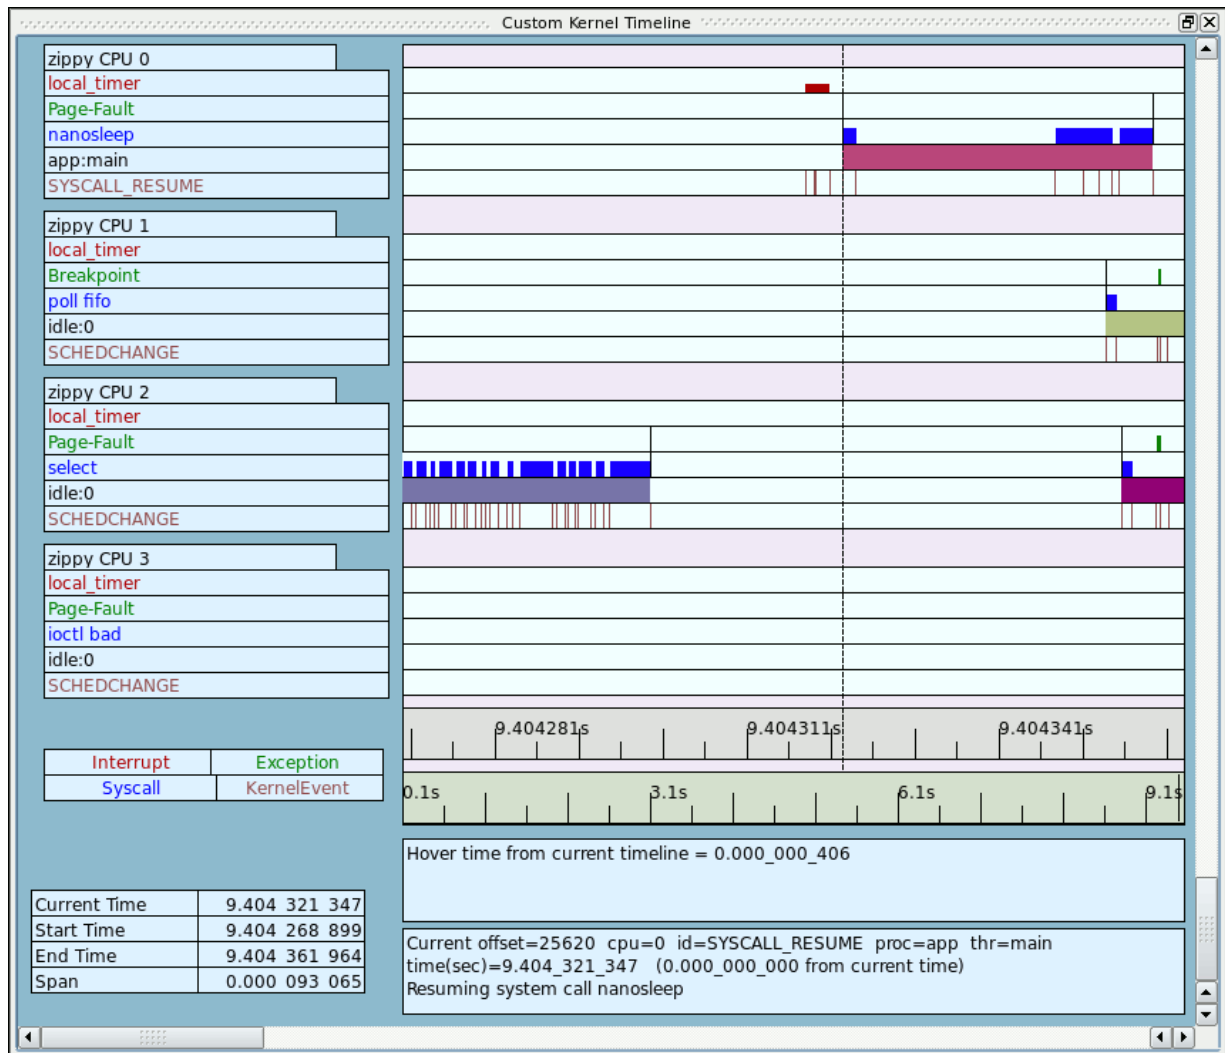 Custom Kernel Timeline
zippy CPU 0
local_timer
Page-Fault
nanosleep
app:main
SYSCALL_RESUME
zippy CPU 1
local_timer
Breakpoint
poll fifo
idle:0
SCHEDCHANGE
zippy CPU 2
local_timer
Page-Fault
select
idle:0
SCHEDCHANGE
zippy CPU 3
local_timer
Page-Fault
ioctl bad
idle:0
SCHEDCHANGE
9.404281s 9.404311s 9.404341s
Interrupt Exception
Syscall KernelEvent
0.1s 3.1s 6.1s 9.1s
Hover time from current timeline = 0.000_000_406
Current Time 9.404 321 347
Start Time 9.404 268 899
End Time 9.404 361 964
Span 0.000 093 065
Current offset=25620 cpu=0 id=SYSCALL_RESUME proc=app thr=main
time(sec)=9.404_321_347 (0.000_000_000 from current time)
Resuming system call nanosleep